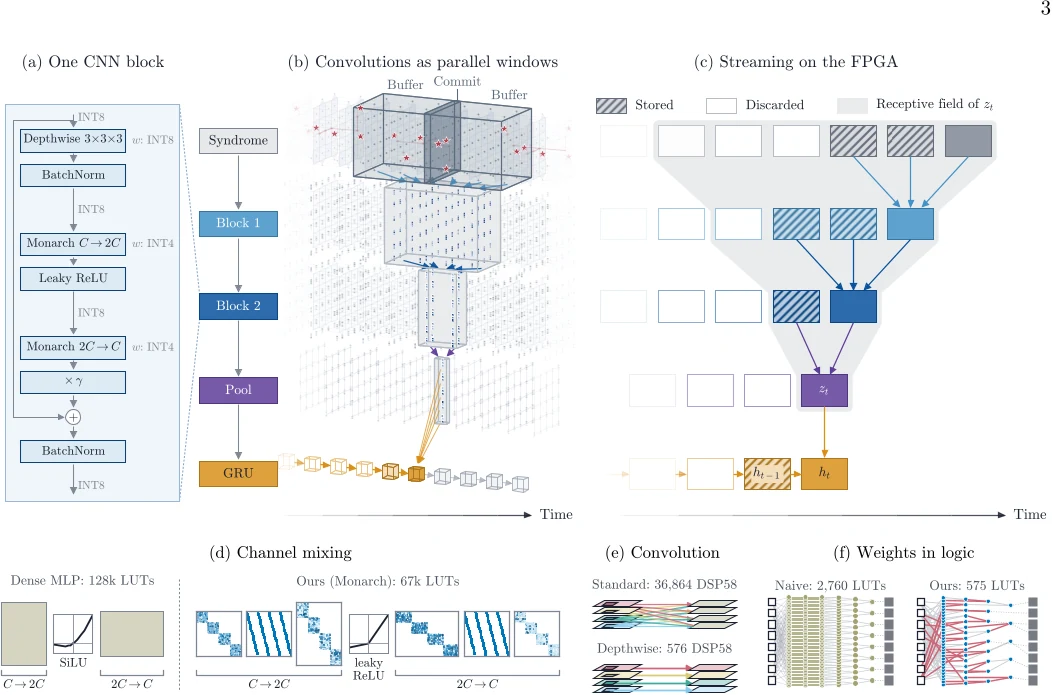 3
(a) One CNN block
INT8
Depthwise 3×3×3
w: INT8
BatchNorm
INT8
Monarch C→2C
w: INT4
Leaky ReLU
INT8
Monarch 2C→C
w: INT4
× γ
+
BatchNorm
INT8
Syndrome
Block 1
Block 2
Pool
GRU
(b) Convolutions as parallel windows
Buffer
Commit
Buffer
Time
(c) Streaming on the FPGA
Stored
Discarded
Receptive field of zt
zt
ht−1
ht
Time
(d) Channel mixing
Dense MLP: 128k LUTs
SiLU
C→2C
2C→C
Ours (Monarch): 67k LUTs
leaky
ReLU
C→2C
2C→C
(e) Convolution
Standard: 36,864 DSP58
Depthwise: 576 DSP58
(f) Weights in logic
Naive: 2,760 LUTs
Ours: 575 LUTs